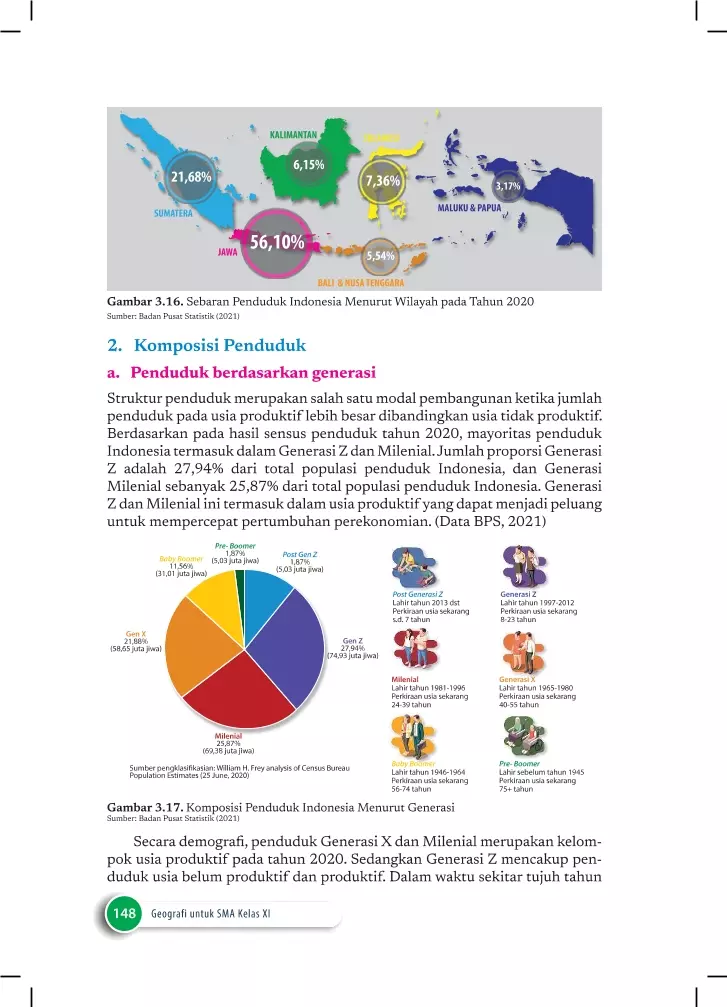 KALIMANTAN
SULAWESI
6,15%
21,68%
7,36%
3,17%
SUMATERA
MALUKU & PAPUA
56,10%
JAWA
5,54%
BALI & NUSA TENGGARA
Gambar 3.16. Sebaran Penduduk Indonesia Menurut Wilayah pada Tahun 2020
Sumber: Badan Pusat Statistik (2021)
2. Komposisi Penduduk
a. Penduduk berdasarkan generasi
Struktur penduduk merupakan salah satu modal pembangunan ketika jumlah
penduduk pada usia produktif lebih besar dibandingkan usia tidak produktif.
Berdasarkan pada hasil sensus penduduk tahun 2020, mayoritas penduduk
Indonesia termasuk dalam Generasi Z dan Milenial. Jumlah proporsi Generasi
Z adalah 27,94% dari total populasi penduduk Indonesia, dan Generasi
Milenial sebanyak 25,87% dari total populasi penduduk Indonesia. Generasi
Z dan Milenial ini termasuk dalam usia produktif yang dapat menjadi peluang
untuk mempercepat pertumbuhan perekonomian. (Data BPS, 2021)
Pre- Boomer
1,87%
(5,03 juta jiwa)
Post Gen Z
1,87%
(5,03 juta jiwa)
Baby Boomer
11,56%
(31,01 juta jiwa)
Gen X
21,88%
(58,65 juta jiwa)
Gen Z
27,94%
(74,93 juta jiwa)
Milenial
25,87%
(69,38 juta jiwa)
Sumber pengklasifikasian: William H. Frey analysis of Census Bureau
Population Estimates (25 June, 2020)
Post Generasi Z
Lahir tahun 2013 dst
Perkiraan usia sekarang
s.d. 7 tahun
Generasi Z
Lahir tahun 1997-2012
Perkiraan usia sekarang
8-23 tahun
Milenial
Lahir tahun 1981-1996
Perkiraan usia sekarang
24-39 tahun
Generasi X
Lahir tahun 1965-1980
Perkiraan usia sekarang
40-55 tahun
Baby Boomer
Lahir tahun 1946-1964
Perkiraan usia sekarang
56-74 tahun
Pre- Boomer
Lahir sebelum tahun 1945
Perkiraan usia sekarang
75+ tahun
Gambar 3.17. Komposisi Penduduk Indonesia Menurut Generasi
Sumber: Badan Pusat Statistik (2021)
Secara demografi, penduduk Generasi X dan Milenial merupakan kelom-
pok usia produktif pada tahun 2020. Sedangkan Generasi Z mencakup pen-
duduk usia belum produktif dan produktif. Dalam waktu sekitar tujuh tahun
148
Geografi untuk SMA Kelas XI